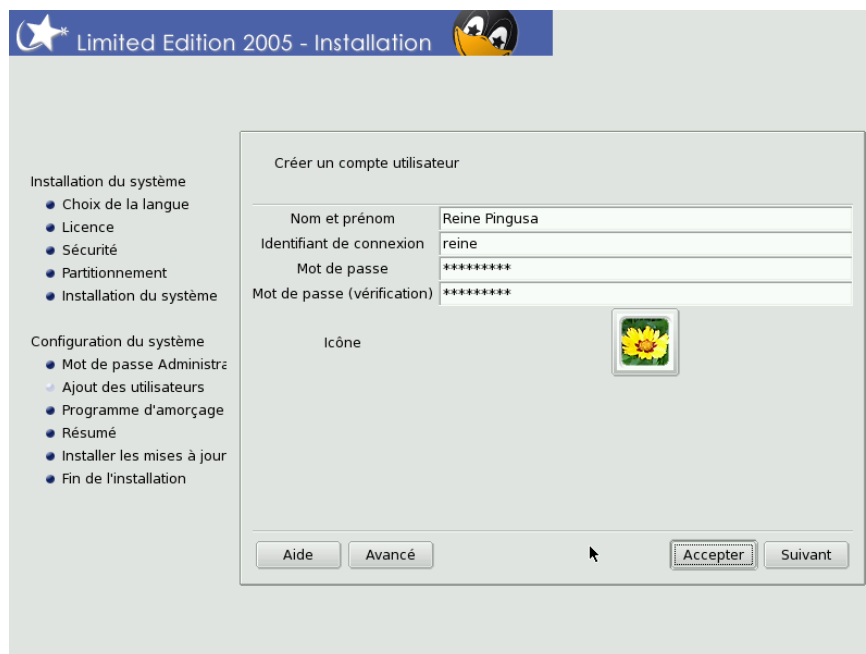 Limited Edition 2005 - Installation
Installation du système
Choix de la langue
Licence
Sécurité
Partitionnement
Installation du système
Configuration du système
Mot de passe Administra
Ajout des utilisateurs
Programme d'amorçage
Résumé
Installer les mises à jour
Fin de l'installation
Créer un compte utilisateur
Nom et prénom Reine Pingusa
Identifiant de connexion reine
Mot de passe *********
Mot de passe (vérification) *********
Icône
Aide Avancé Accepter Suivant